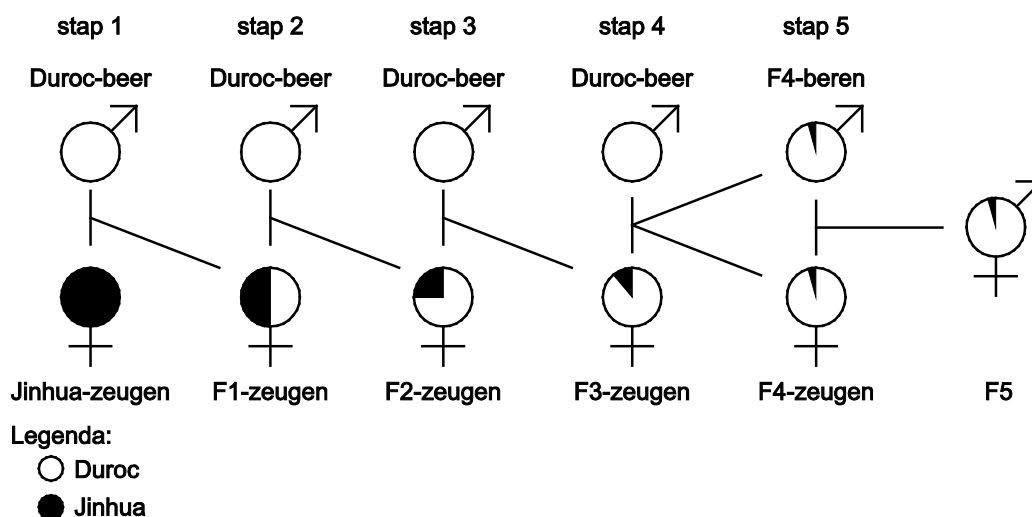 stap 1 stap 2 stap 3 stap 4 stap 5
Duroc-beer Duroc-beer Duroc-beer Duroc-beer F4-beren
Jinhua-zeugen F1-zeugen F2-zeugen F3-zeugen F4-zeugen F5
Legenda:
Duroc
Jinhua